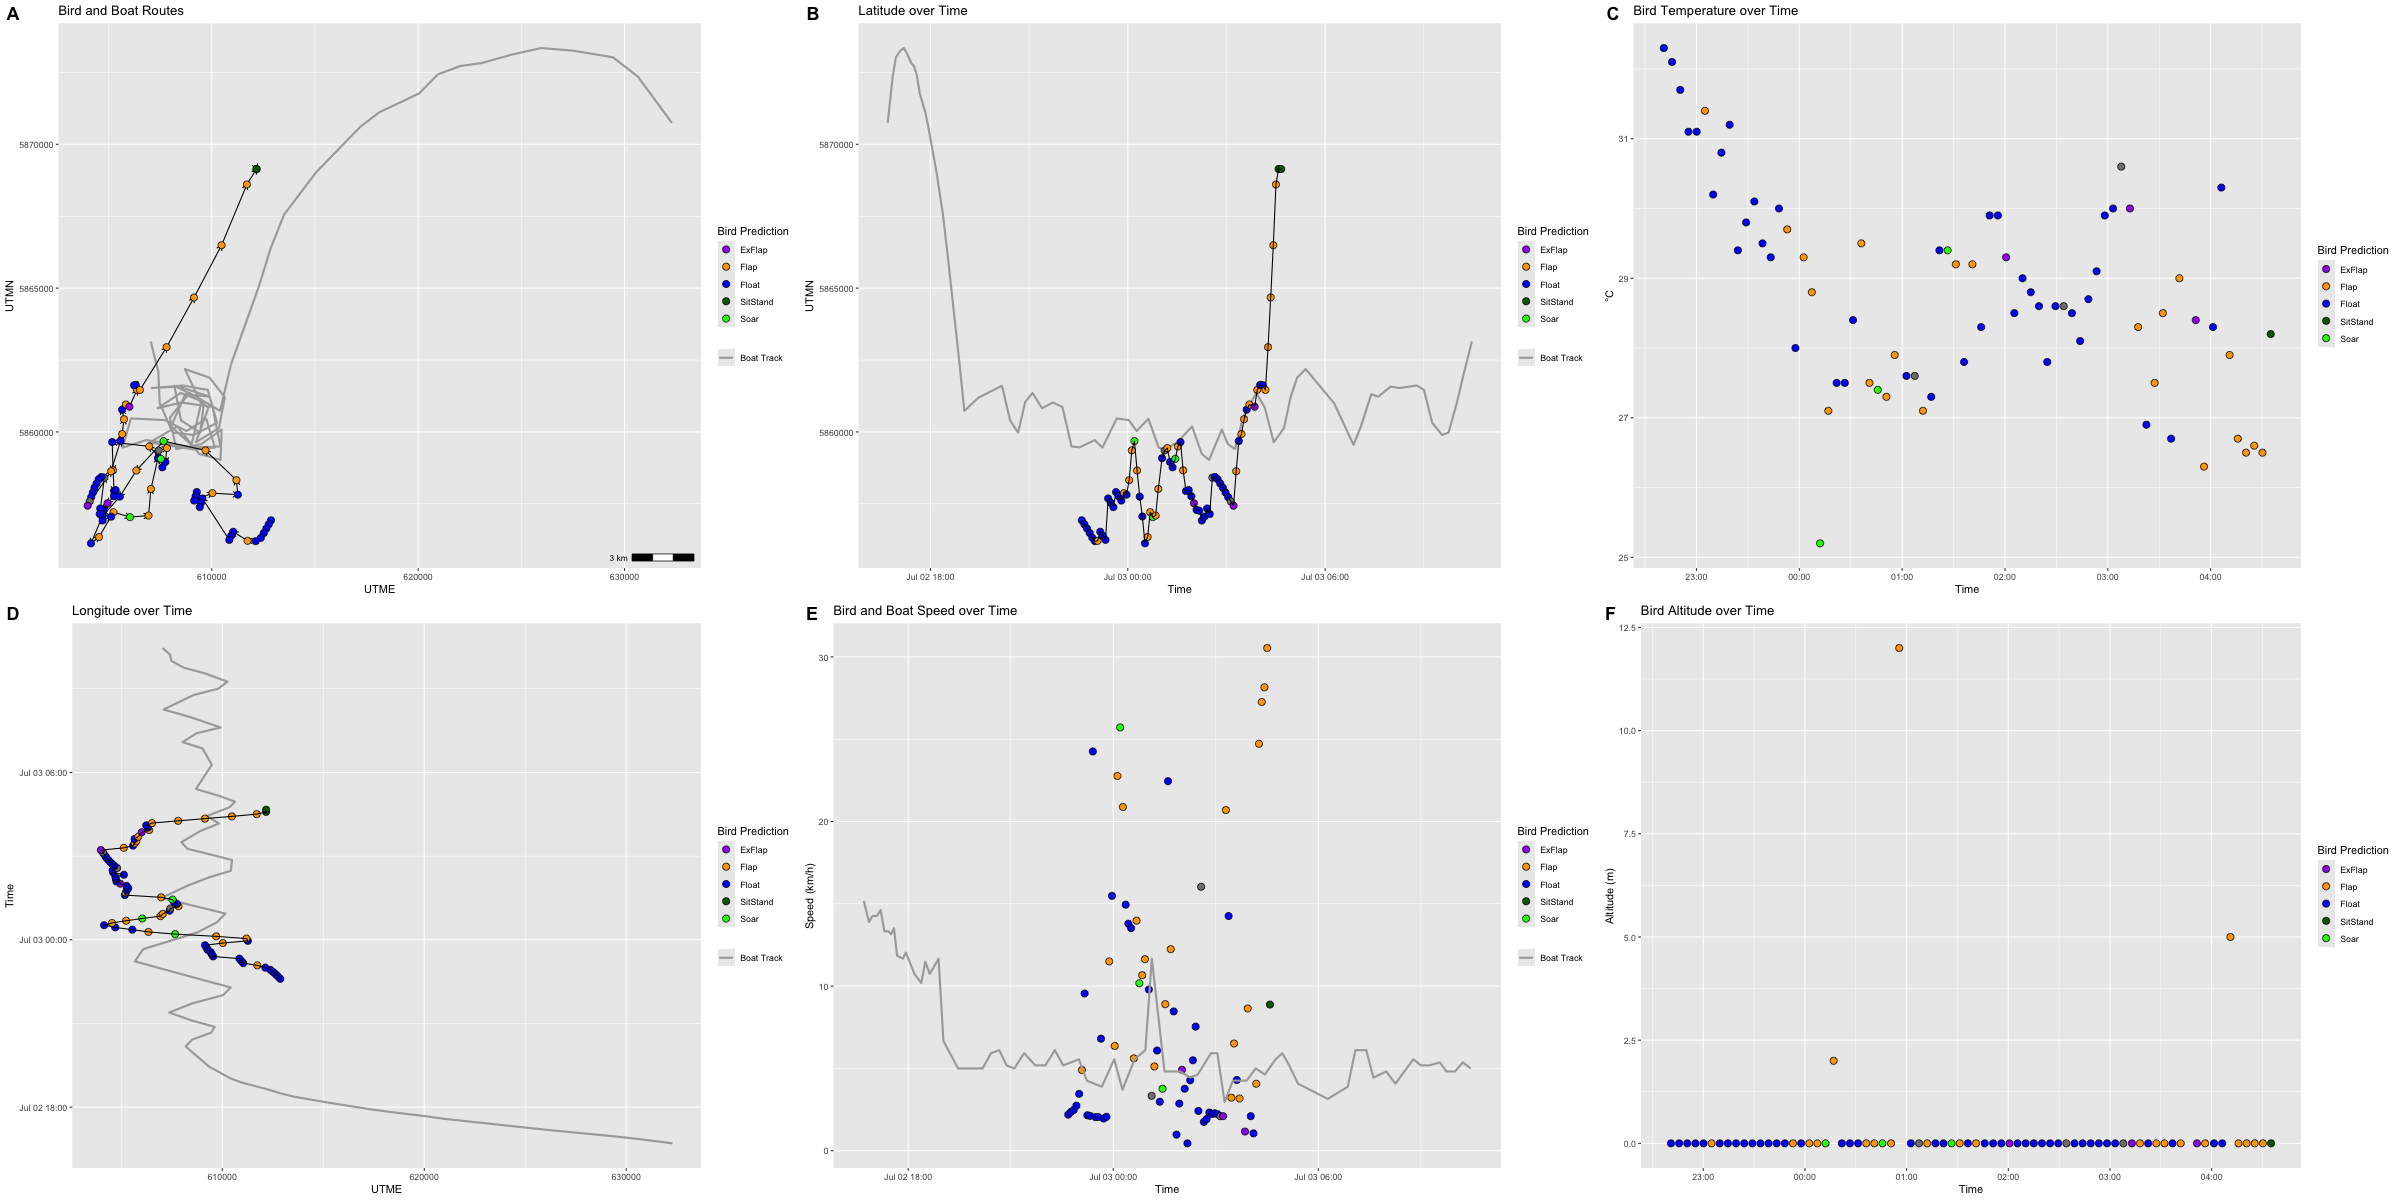 A
Bird and Boat Routes
5870000
5865000
5860000
UTMN
610000
620000
630000
UTME
3 km
Bird Prediction
ExFlap
Flap
Float
SitStand
Soar
Boat Track
B
Latitude over Time
5870000
5865000
5860000
UTMN
Jul 02 18:00
Jul 03 00:00
Jul 03 06:00
Time
Bird Prediction
ExFlap
Flap
Float
SitStand
Soar
Boat Track
C
Bird Temperature over Time
31
29
27
25
°C
23:00
00:00
01:00
02:00
03:00
04:00
Time
Bird Prediction
ExFlap
Flap
Float
SitStand
Soar
D
Longitude over Time
Jul 03 06:00
Jul 03 00:00
Jul 02 18:00
Time
610000
620000
630000
UTME
Bird Prediction
ExFlap
Flap
Float
SitStand
Soar
Boat Track
E
Bird and Boat Speed over Time
30
20
10
0
Speed (km/h)
Jul 02 18:00
Jul 03 00:00
Jul 03 06:00
Time
Bird Prediction
ExFlap
Flap
Float
SitStand
Soar
Boat Track
F
Bird Altitude over Time
12.5
10.0
7.5
5.0
2.5
0.0
Altitude (m)
23:00
00:00
01:00
02:00
03:00
04:00
Time
Bird Prediction
ExFlap
Flap
Float
SitStand
Soar